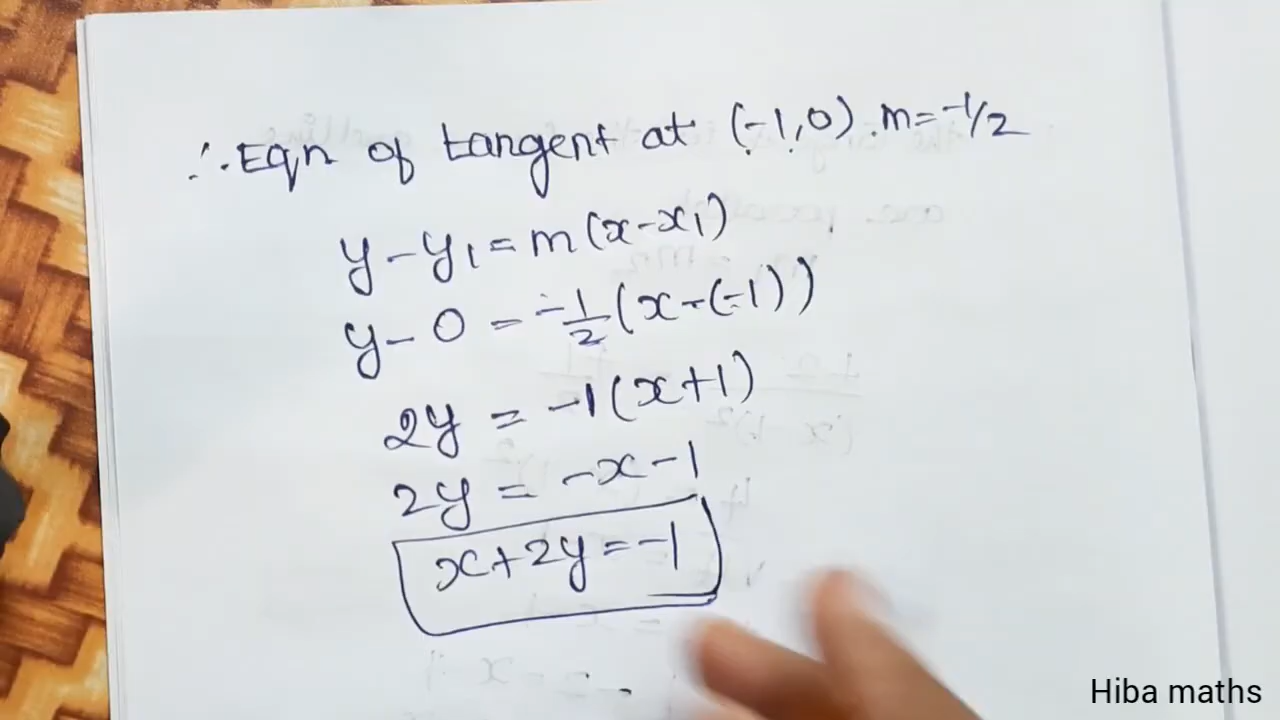 ∴ Eqn of tangent at (-1,0). m = -1/2
y - y₁ = m(x - x₁)
y - 0 = -1/2 (x - (-1))
2y = -1(x+1)
2y = -x - 1
x + 2y = -1
Hiba maths